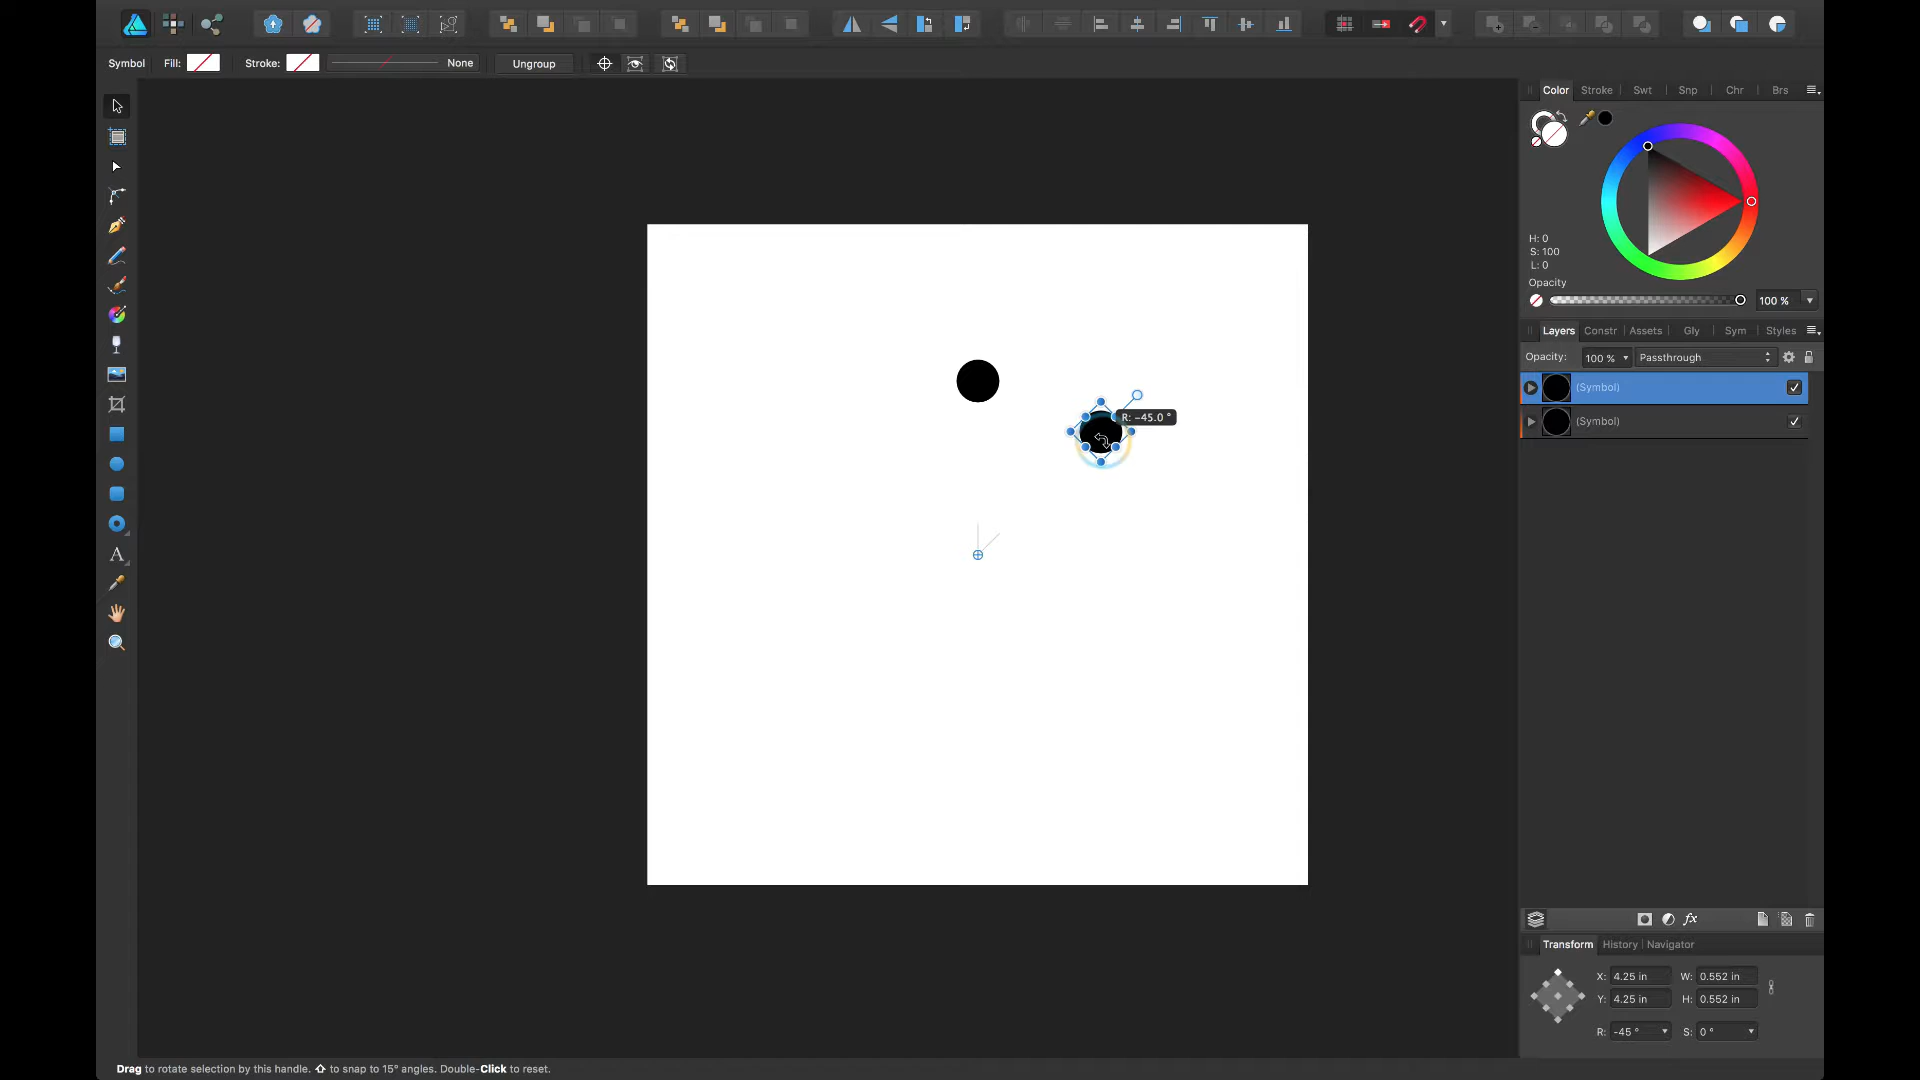 Symbol Fill: Stroke: None Ungroup
Color Stroke Swt Snp Chr Brs
H: 0
S: 100
L: 0
Opacity
100 %
Layers Constr Assets Gly Sym Styles
Opacity: 100 % Passthrough
(Symbol)
R: -45.0 °
(Symbol)
A
fx
Transform History Navigator
X: 4.25 in W: 0.552 in
Y: 4.25 in H: 0.552 in
R: -45 ° S: 0 °
Drag to rotate selection by this handle. ⇧ to snap to 15° angles. Double-Click to reset.